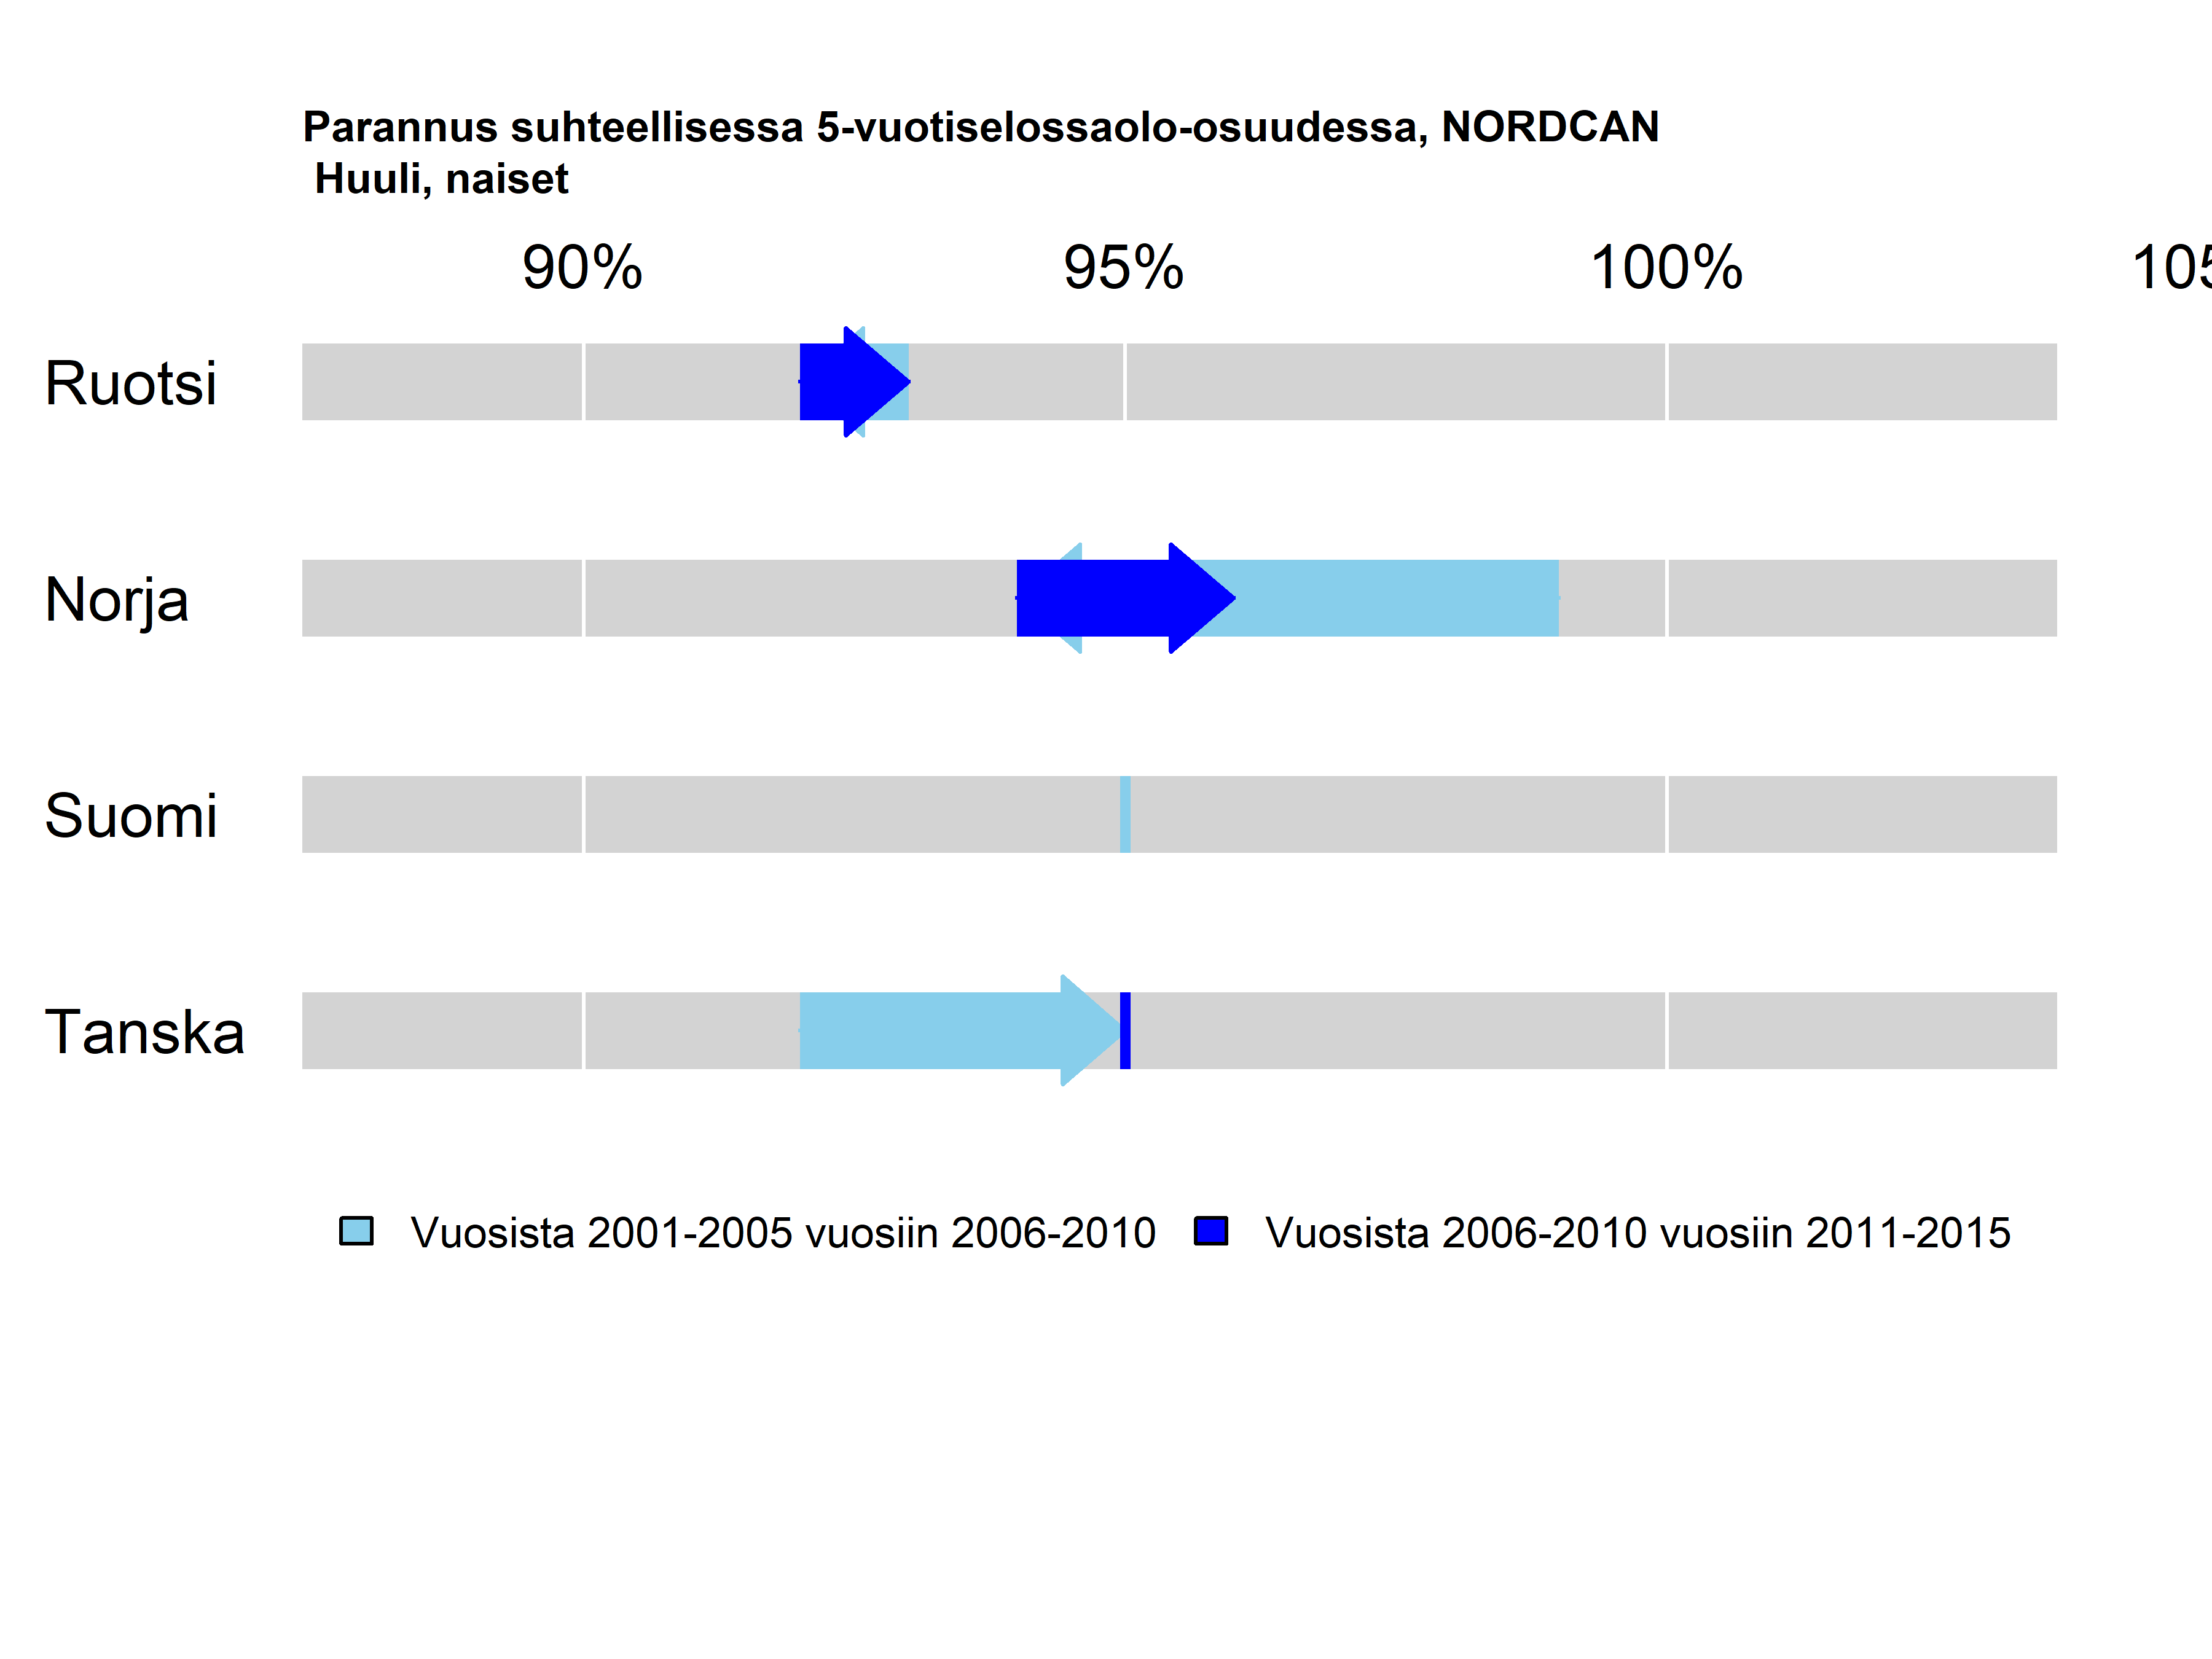 Parannus suhteellisessa 5-vuotiselossaolo-osuudessa, NORDCAN
Huuli, naiset
90% 95% 100% 105
Ruotsi
Norja
Suomi
Tanska
Vuosista 2001-2005 vuosiin 2006-2010 Vuosista 2006-2010 vuosiin 2011-2015